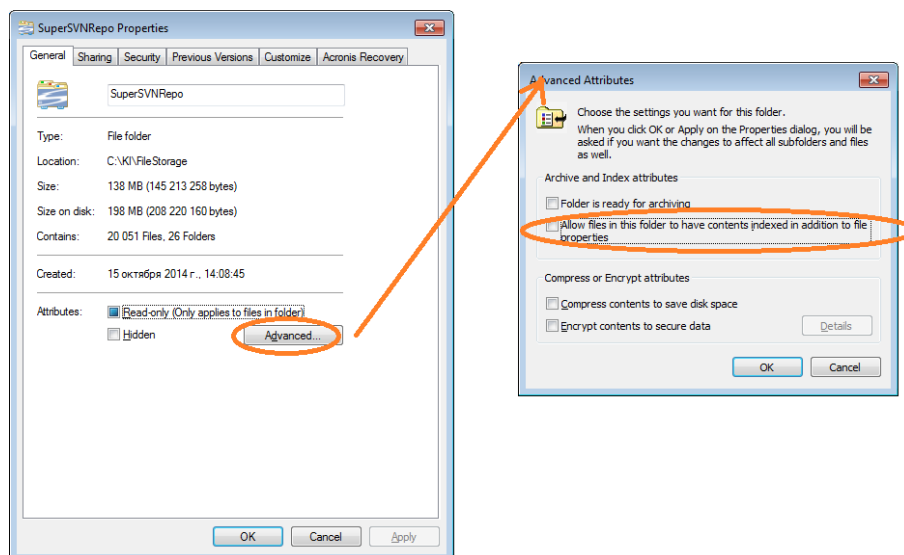 SuperSVNRepo Properties
General Sharing Security Previous Versions Customize Acronis Recovery
SuperSVNRepo
Type: File folder
Location: C:\KI\FileStorage
Size: 138 MB (145 213 258 bytes)
Size on disk: 198 MB (208 220 160 bytes)
Contains: 20 051 Files, 26 Folders
Created: 15 октября 2014 г., 14:08:45
Attributes: Read-only (Only applies to files in folder)
Hidden Advanced...
OK Cancel Apply
Advanced Attributes
Choose the settings you want for this folder.
When you click OK or Apply on the Properties dialog, you will be
asked if you want the changes to affect all subfolders and files
as well.
Archive and Index attributes
Folder is ready for archiving
Allow files in this folder to have contents indexed in addition to file
properties
Compress or Encrypt attributes
Compress contents to save disk space
Encrypt contents to secure data Details
OK Cancel